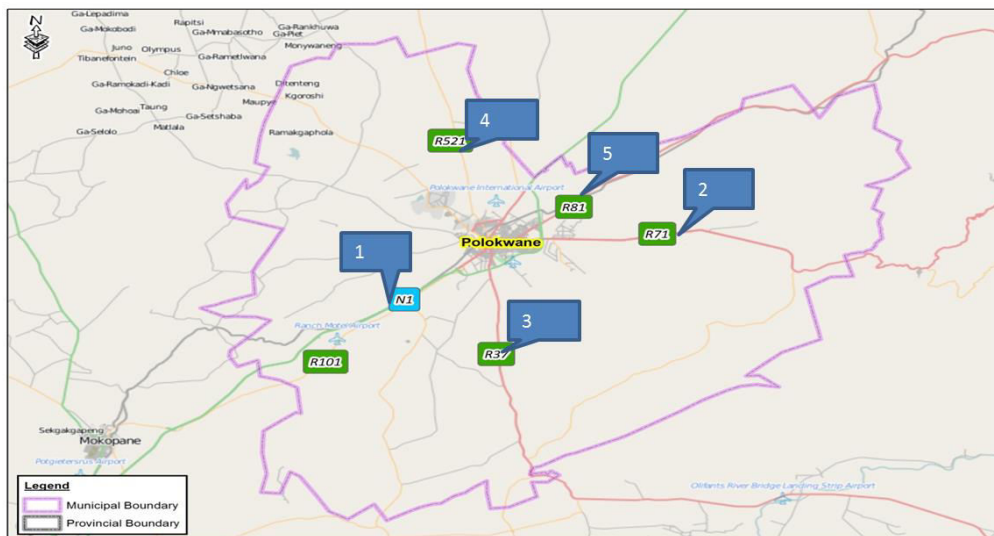 N
Ga-Lepadima
Ga-Mokobodi
Rapitsi
Ga-Mmabasotho
Ga-Rankhuwa
Ga-Piet
Juno
Olympus
Monywaneng
Tibanefontein
Ga-Rametlwana
Chloe
Ga-Ramokadi-Kadi
Ga-Ngwetsana
Ditenteng
Kgoroshi
Taung
Maupye
Ga-Mohoai
Ga-Setshaba
Ga-Selolo
Matlala
Ramakgaphola
4
R521
5
Polokwane International Airport
R81
2
R71
Polokwane
1
N1
3
Ranch Motel Airport
R37
R101
Sekgakgapeng
Mokopane
Potgietersrus Airport
Olifants River Bridge Landing Strip Airport
Legend
Municipal Boundary
Provincial Boundary